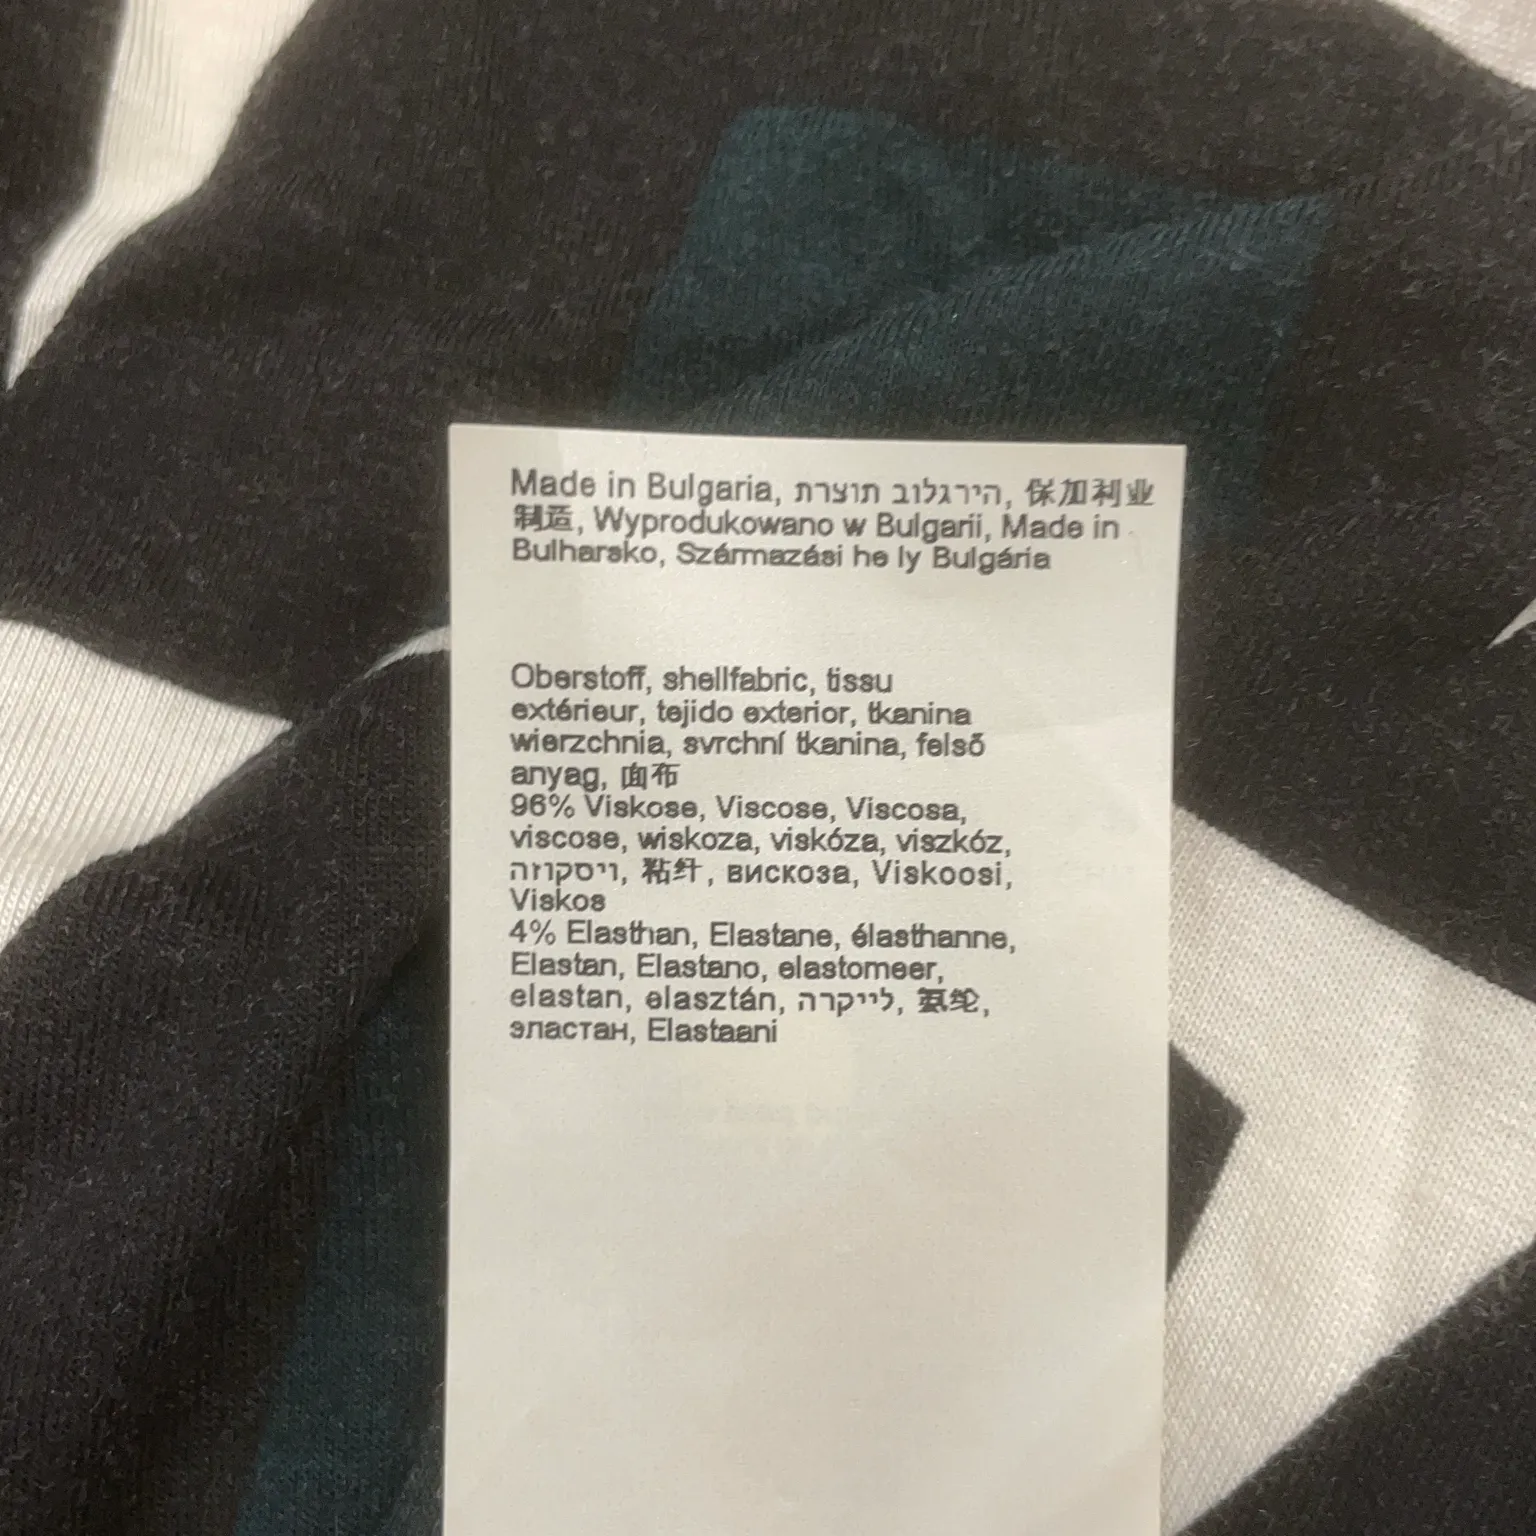 Made in Bulgaria, תוצרת בולגריה, 保加利业
制造, Wyprodukowano w Bulgarii, Made in
Bulharsko, Származási he ly Bulgária
Oberstoff, shellfabric, tissu
extérieur, tejido exterior, tkanina
wierzchnia, svrchní tkanina, felső
anyag, 面布
96% Viskose, Viscose, Viscosa,
viscose, wiskoza, viskóza, viszkóz,
ויסקוזה, 粘纤, вискоза, Viskoosi,
Viskos
4% Elasthan, Elastane, élasthanne,
Elastan, Elastano, elastomeer,
elastan, elasztán, לייקרה, 氨纶,
эластан, Elastaani